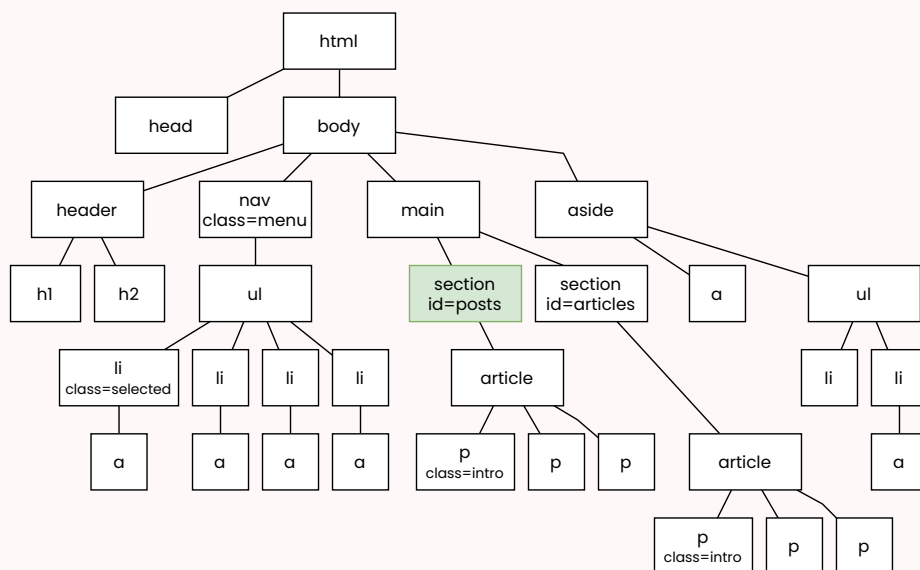 html
head
body
header
nav
class=menu
main
aside
h1
h2
ul
section
id=posts
section
id=articles
a
ul
li
class=selected
li
li
li
article
li
li
a
a
a
a
p
class=intro
p
p
article
a
p
class=intro
p
p